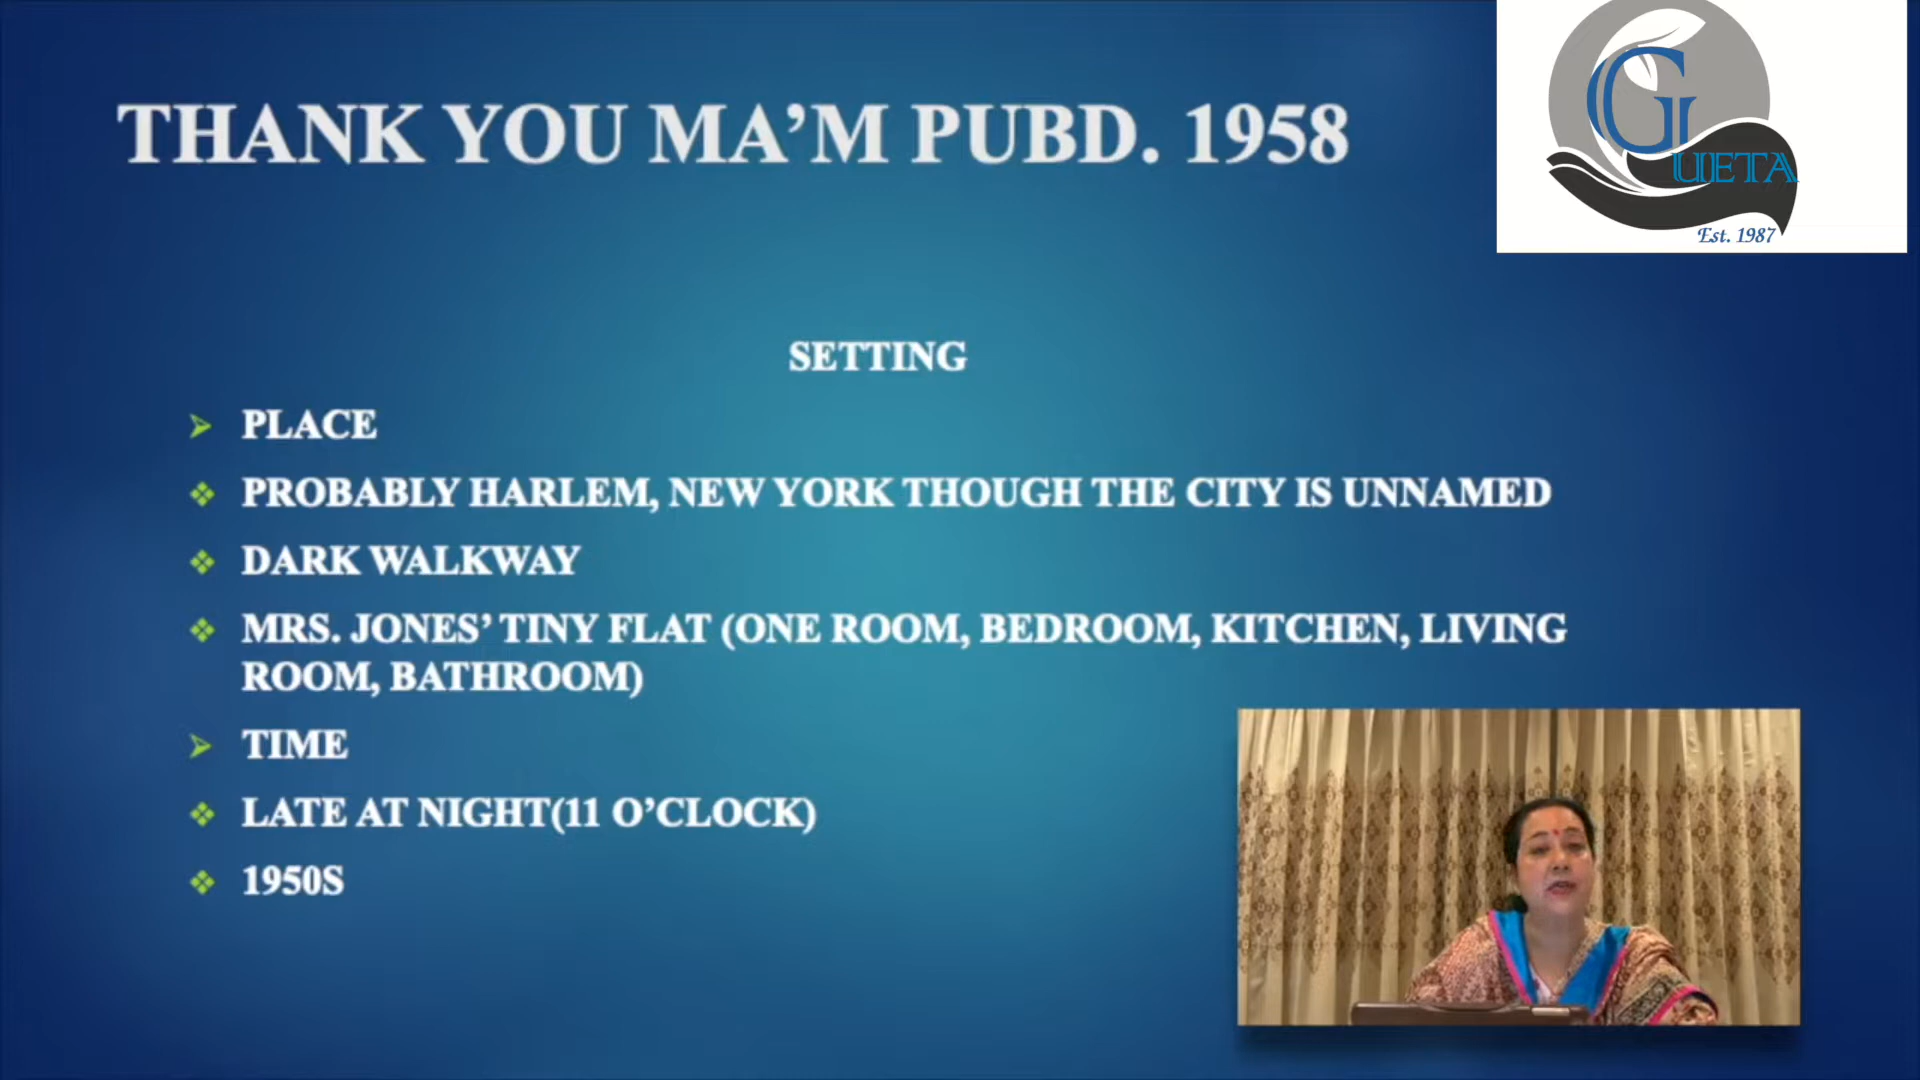 THANK YOU MA’M PUBD. 1958
G
UETA
Est. 1987
SETTING
PLACE
PROBABLY HARLEM, NEW YORK THOUGH THE CITY IS UNNAMED
DARK WALKWAY
MRS. JONES’ TINY FLAT (ONE ROOM, BEDROOM, KITCHEN, LIVING
ROOM, BATHROOM)
TIME
LATE AT NIGHT(11 O’CLOCK)
1950S